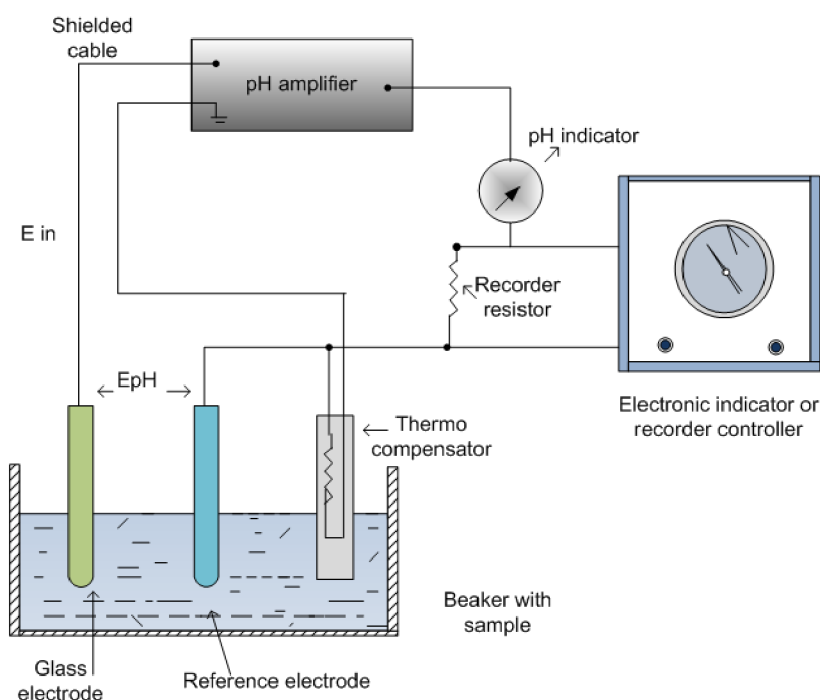 Shielded
cable
pH amplifier
pH indicator
E in
Recorder
resistor
EpH
Thermo
compensator
Electronic indicator or
recorder controller
Beaker with
sample
Glass
electrode
Reference electrode